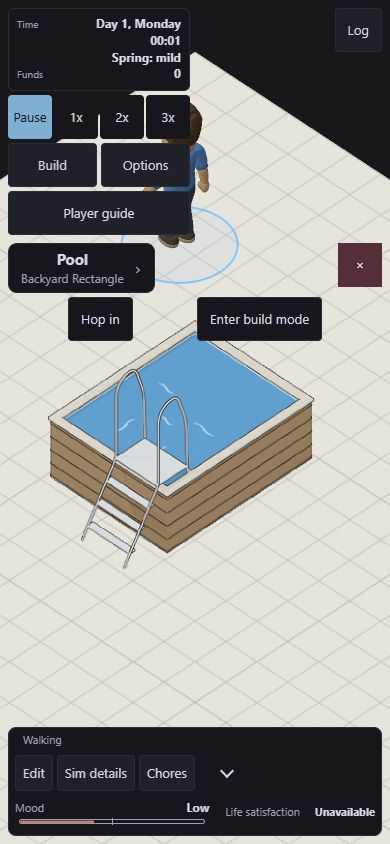 Time
Day 1, Monday
00:01
Spring: mild
Funds
0
Log
Pause
1x
2x
3x
Build
Options
Player guide
Pool
Backyard Rectangle
›
×
Hop in
Enter build mode
Walking
Edit
Sim details
Chores
Mood
Low
Life satisfaction
Unavailable